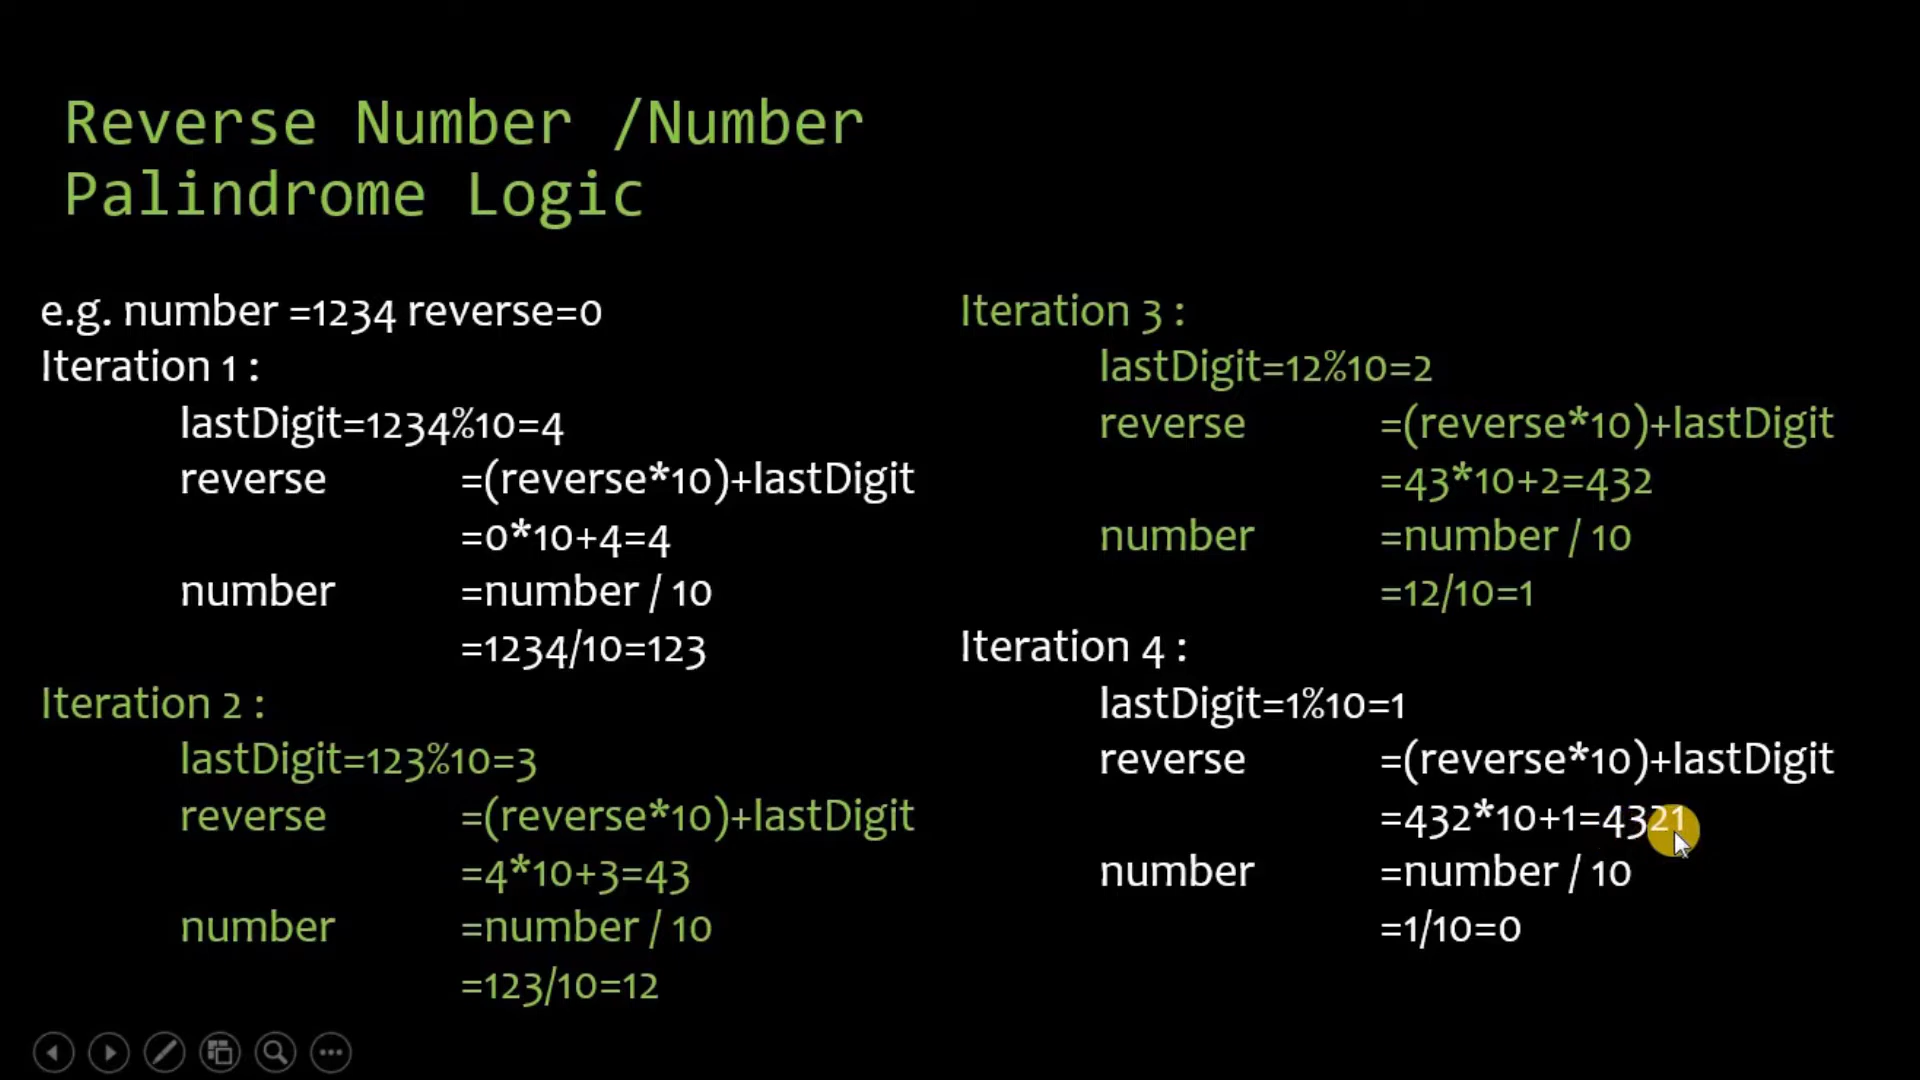 Reverse Number /Number
Palindrome Logic
e.g. number =1234 reverse=0
Iteration 1 :
lastDigit=1234%10=4
reverse =(reverse*10)+lastDigit
=0*10+4=4
number =number / 10
=1234/10=123
Iteration 2 :
lastDigit=123%10=3
reverse =(reverse*10)+lastDigit
=4*10+3=43
number =number / 10
=123/10=12
Iteration 3 :
lastDigit=12%10=2
reverse =(reverse*10)+lastDigit
=43*10+2=432
number =number / 10
=12/10=1
Iteration 4 :
lastDigit=1%10=1
reverse =(reverse*10)+lastDigit
=432*10+1=4321
number =number / 10
=1/10=0